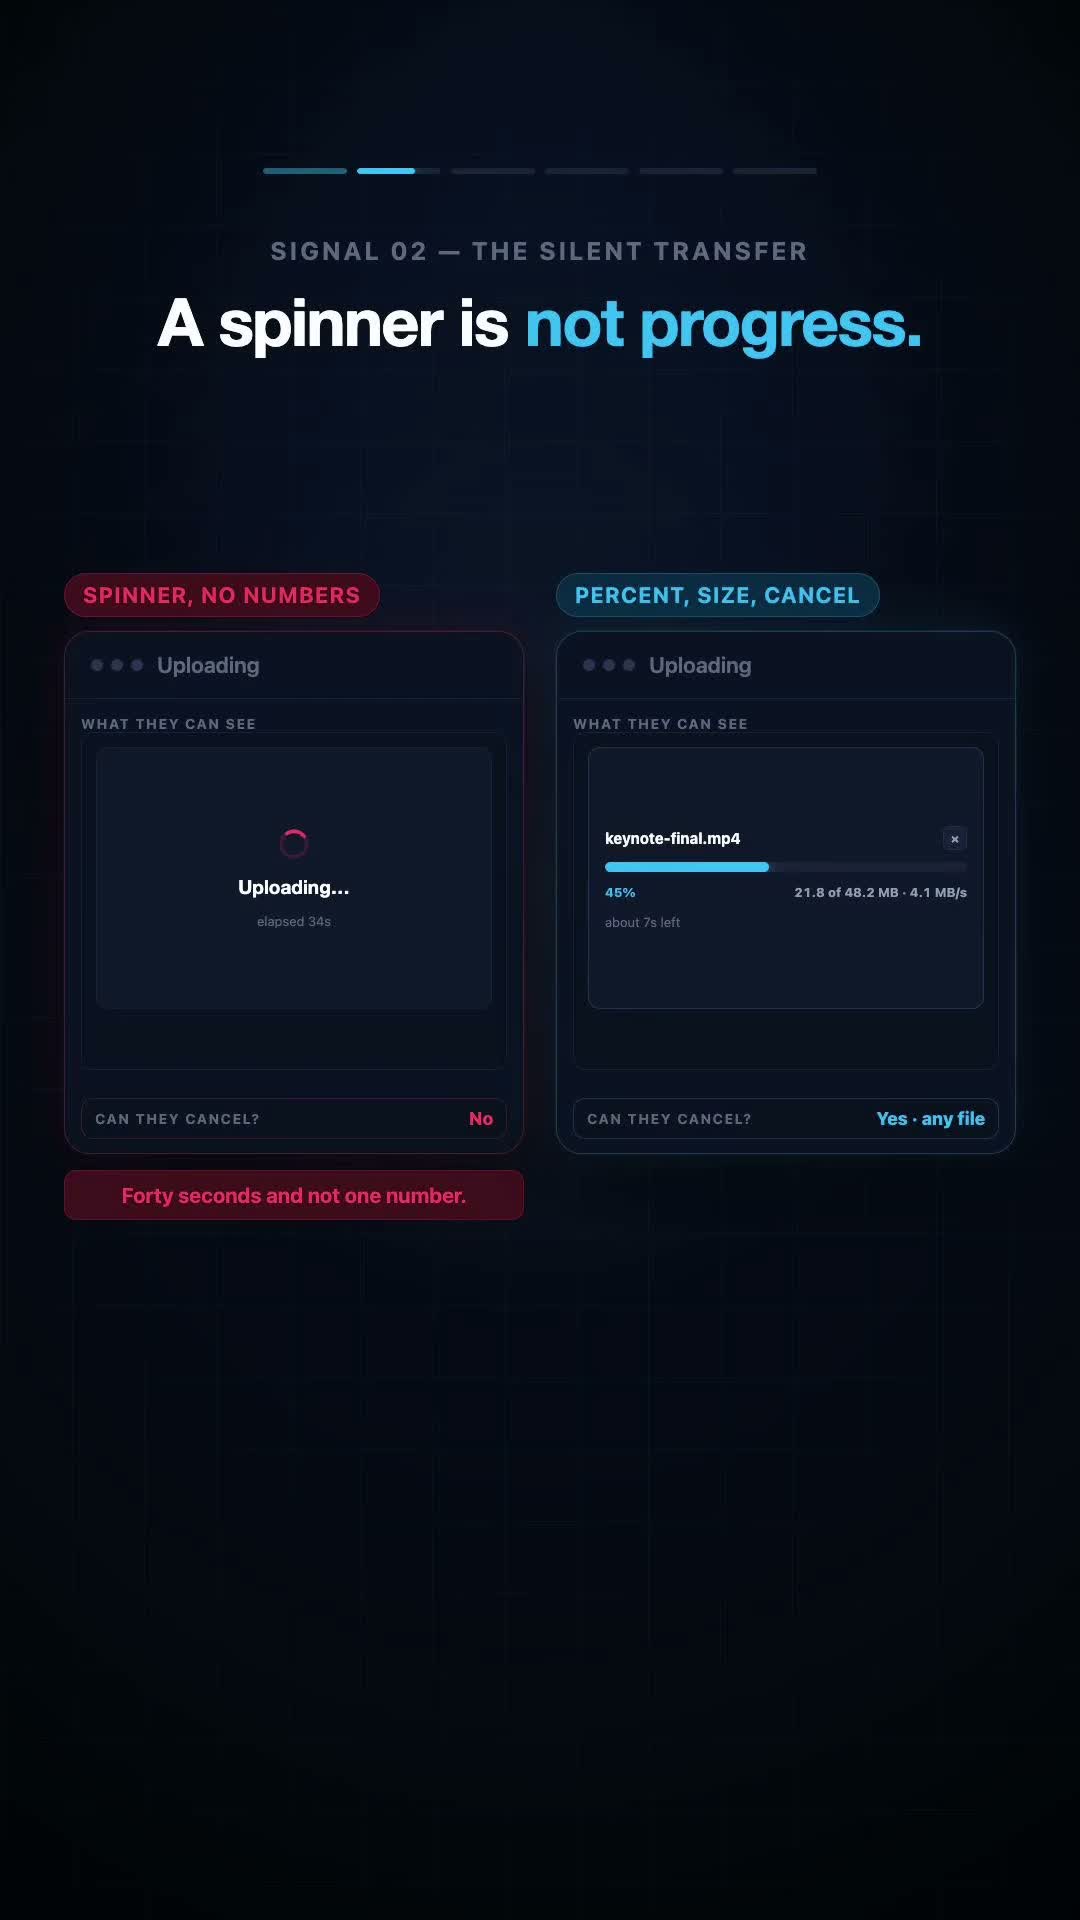 SIGNAL 02 — THE SILENT TRANSFER
A spinner is not progress.
SPINNER, NO NUMBERS
Uploading
WHAT THEY CAN SEE
Uploading...
elapsed 34s
CAN THEY CANCEL?
No
Forty seconds and not one number.
PERCENT, SIZE, CANCEL
Uploading
WHAT THEY CAN SEE
keynote-final.mp4
×
45%
21.8 of 48.2 MB · 4.1 MB/s
about 7s left
CAN THEY CANCEL?
Yes · any file